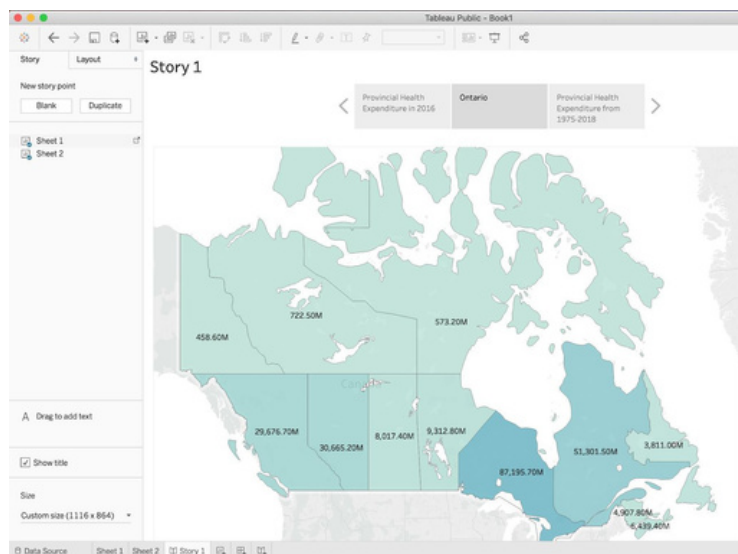 Tableau Public - Book1
Story
Layout
Story 1
New story point
Blank
Duplicate
Provincial Health
Expenditure in 2016
Ontario
Provincial Health
Expenditure from
1975-2018
Sheet 1
Sheet 2
722.50M
573.20M
458.60M
Canada
29,676.70M
30,665.20M
8,017.40M
9,312.80M
87,195.70M
51,301.50M
3,811.00M
4,907.80M
6,439.40M
A Drag to add text
Show title
Size
Custom size (1116 x 864)
Data Source
Sheet 1
Sheet 2
Story 1